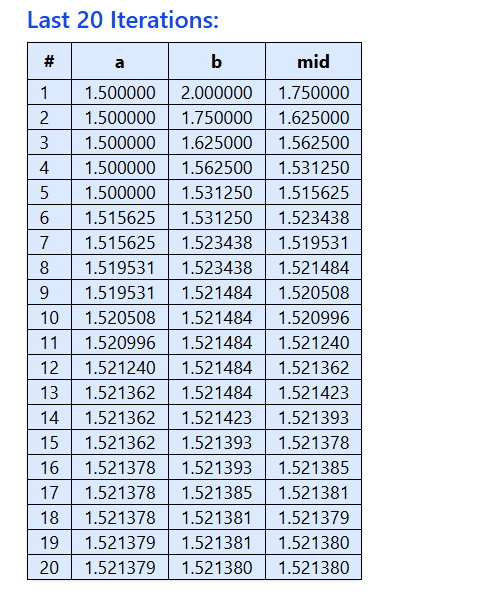 Last 20 Iterations:
# a b mid
1 1.500000 2.000000 1.750000
2 1.500000 1.750000 1.625000
3 1.500000 1.625000 1.562500
4 1.500000 1.562500 1.531250
5 1.500000 1.531250 1.515625
6 1.515625 1.531250 1.523438
7 1.515625 1.523438 1.519531
8 1.519531 1.523438 1.521484
9 1.519531 1.521484 1.520508
10 1.520508 1.521484 1.520996
11 1.520996 1.521484 1.521240
12 1.521240 1.521484 1.521362
13 1.521362 1.521484 1.521423
14 1.521362 1.521423 1.521393
15 1.521362 1.521393 1.521378
16 1.521378 1.521393 1.521385
17 1.521378 1.521385 1.521381
18 1.521378 1.521381 1.521379
19 1.521379 1.521381 1.521380
20 1.521379 1.521380 1.521380